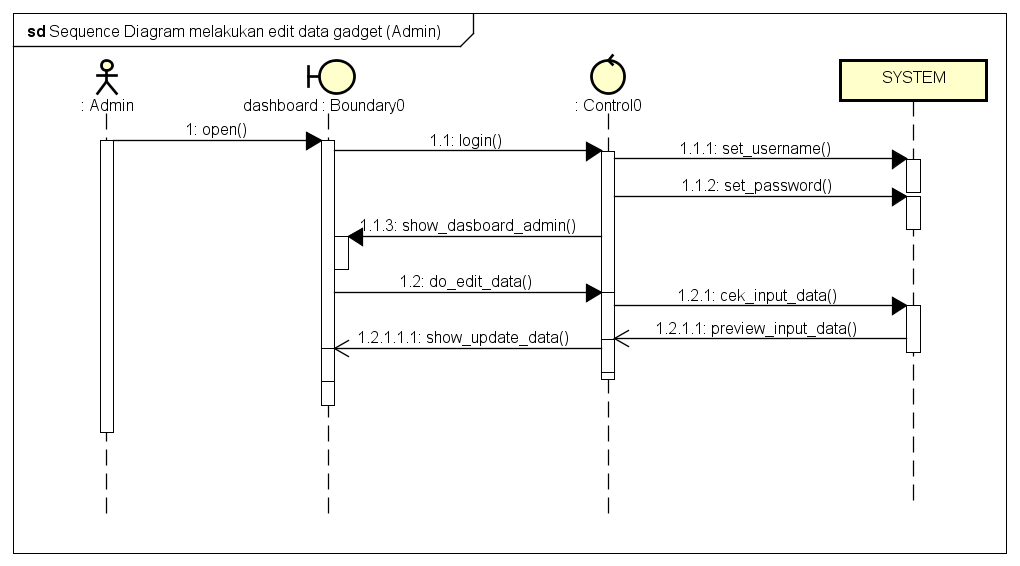 sd Sequence Diagram melakukan edit data gadget (Admin)
: Admin
dashboard : Boundary0
: Control0
SYSTEM
1: open()
1.1: login()
1.1.1: set_username()
1.1.2: set_password()
1.1.3: show_dasboard_admin()
1.2: do_edit_data()
1.2.1: cek_input_data()
1.2.1.1: preview_input_data()
1.2.1.1.1: show_update_data()